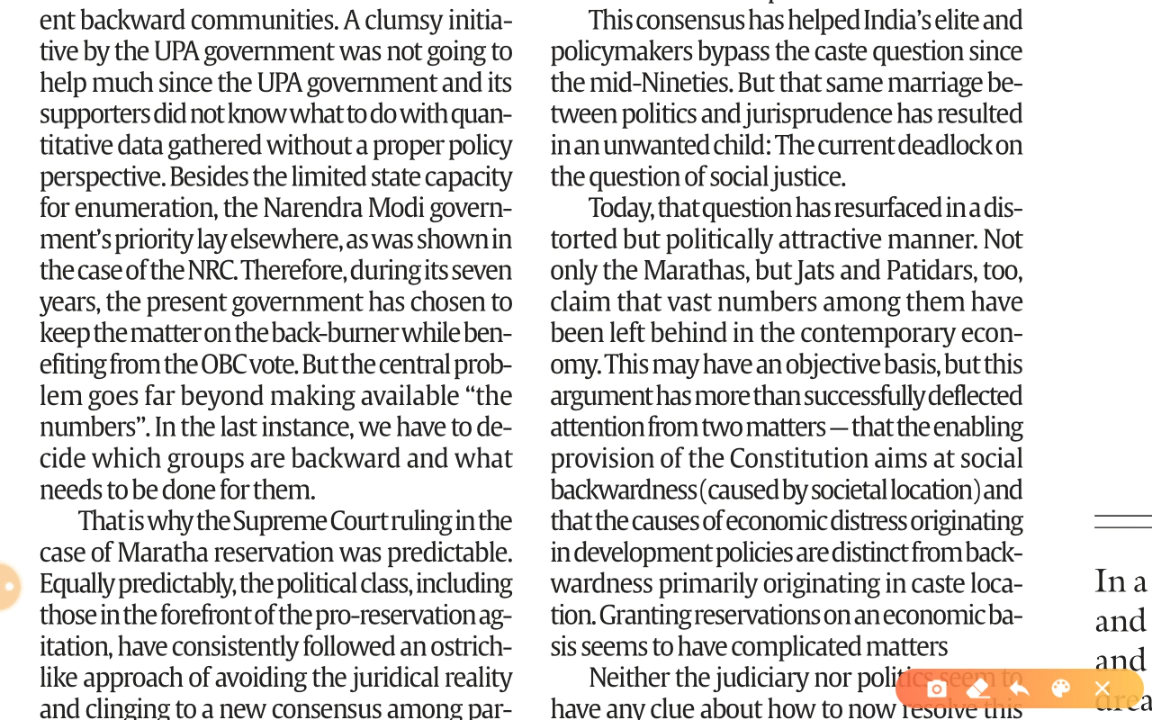 ent backward communities. A clumsy initia-
tive by the UPA government was not going to
help much since the UPA government and its
supporters did not know what to do with quan-
titative data gathered without a proper policy
perspective. Besides the limited state capacity
for enumeration, the Narendra Modi govern-
ment’s priority lay elsewhere, as was shown in
the case of the NRC. Therefore, during its seven
years, the present government has chosen to
keep the matter on the back-burner while ben-
efiting from the OBC vote. But the central prob-
lem goes far beyond making available “the
numbers”. In the last instance, we have to de-
cide which groups are backward and what
needs to be done for them.
That is why the Supreme Court ruling in the
case of Maratha reservation was predictable.
Equally predictably, the political class, including
those in the forefront of the pro-reservation ag-
itation, have consistently followed an ostrich-
like approach of avoiding the juridical reality
and clinging to a new consensus among par-
This consensus has helped India’s elite and
policymakers bypass the caste question since
the mid-Nineties. But that same marriage be-
tween politics and jurisprudence has resulted
in an unwanted child: The current deadlock on
the question of social justice.
Today, that question has resurfaced in a dis-
torted but politically attractive manner. Not
only the Marathas, but Jats and Patidars, too,
claim that vast numbers among them have
been left behind in the contemporary econ-
omy. This may have an objective basis, but this
argument has more than successfully deflected
attention from two matters — that the enabling
provision of the Constitution aims at social
backwardness (caused by societal location) and
that the causes of economic distress originating
in development policies are distinct from back-
wardness primarily originating in caste loca-
tion. Granting reservations on an economic ba-
sis seems to have complicated matters
Neither the judiciary nor politics seem to
have any clue about how to now resolve this
In a
and
and